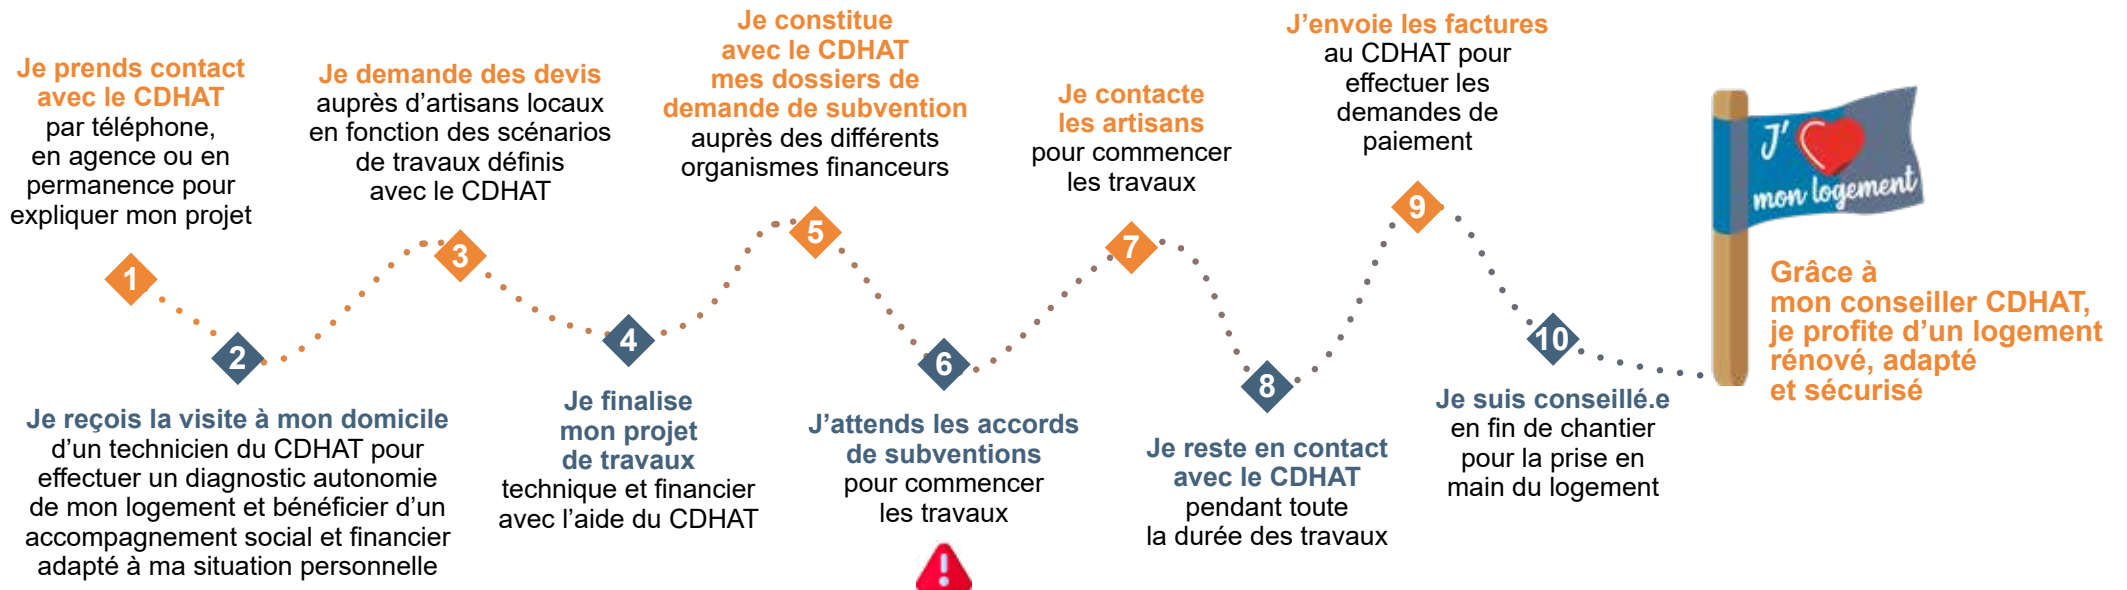 Je prends contact
avec le CDHAT
par téléphone,
en agence ou en
permanence pour
expliquer mon projet
1
2
Je reçois la visite à mon domicile
d’un technicien du CDHAT pour
effectuer un diagnostic autonomie
de mon logement et bénéficier d’un
accompagnement social et financier
adapté à ma situation personnelle
Je demande des devis
auprès d’artisans locaux
en fonction des scénarios
de travaux définis
avec le CDHAT
3
4
Je finalise
mon projet
de travaux
technique et financier
avec l’aide du CDHAT
Je constitue
avec le CDHAT
mes dossiers de
demande de subvention
auprès des différents
organismes financeurs
5
6
J’attends les accords
de subventions
pour commencer
les travaux
!
Je contacte
les artisans
pour commencer
les travaux
7
8
Je reste en contact
avec le CDHAT
pendant toute
la durée des travaux
J’envoie les factures
au CDHAT pour
effectuer les
demandes de
paiement
9
10
Je suis conseillé.e
en fin de chantier
pour la prise en
main du logement
J’
mon logement
Grâce à
mon conseiller CDHAT,
je profite d’un logement
rénové, adapté
et sécurisé